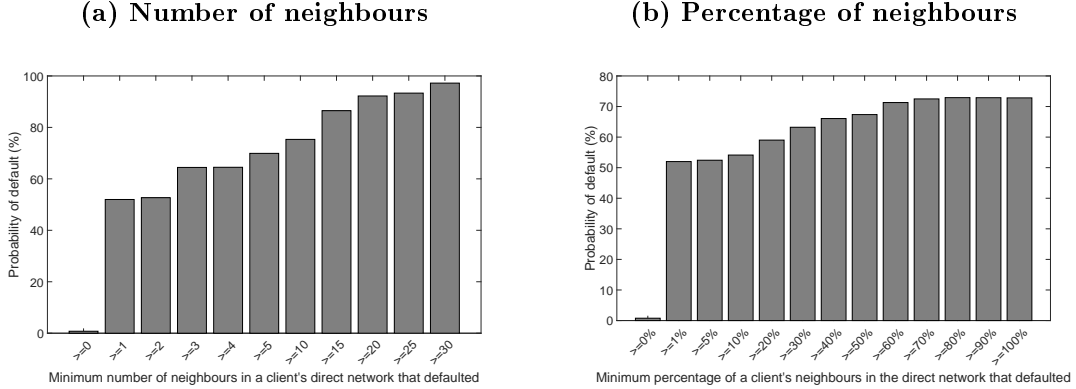 (a) Number of neighbours
Probability of default (%)
100
80
60
40
20
0
>=0 >=1 >=2 >=3 >=4 >=5 >=10 >=15 >=20 >=25 >=30
Minimum number of neighbours in a client's direct network that defaulted
(b) Percentage of neighbours
Probability of default (%)
80
70
60
50
40
30
20
10
0
>=0% >=1% >=5% >=10% >=20% >=30% >=40% >=50% >=60% >=70% >=80% >=90% >=100%
Minimum percentage of a client's neighbours in the direct network that defaulted